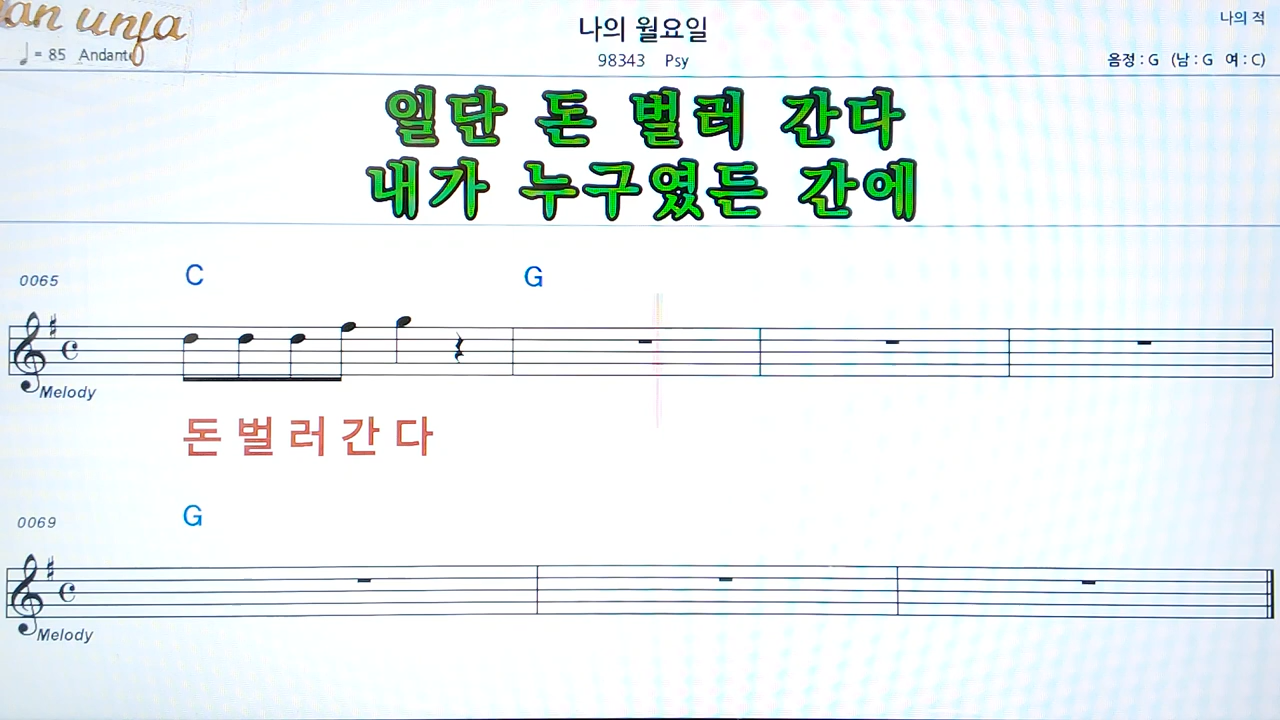 an unja
나의 월요일
나의 적
♩= 85 Andante
98343 Psy
음정 : G (남 : G 여 : C)
일단 돈 벌러 간다
내가 누구였든 간에
0065
C G
Melody
돈 벌 러 간 다
0069
G
Melody